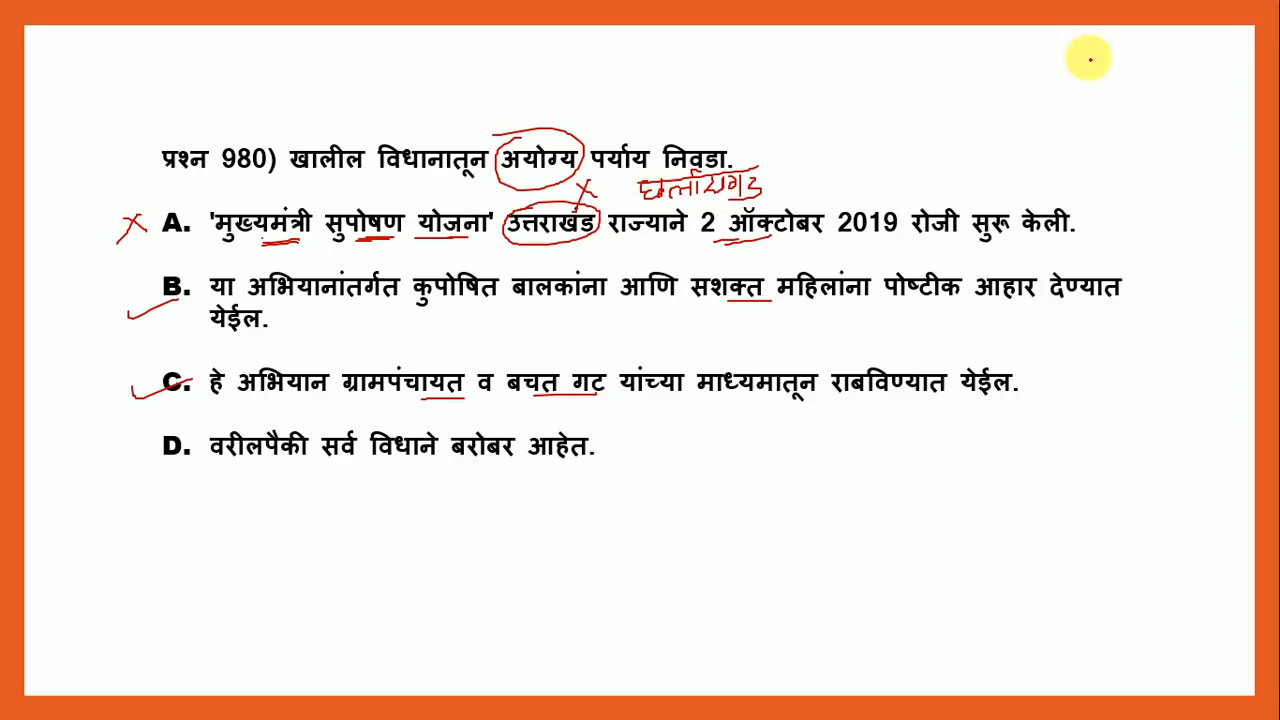 प्रश्न 980) खालील विधानातून अयोग्य पर्याय निवडा.
छत्तीसगड
A. 'मुख्यमंत्री सुपोषण योजना' उत्तराखंड राज्याने 2 ऑक्टोबर 2019 रोजी सुरू केली.
B. या अभियानांतर्गत कुपोषित बालकांना आणि सशक्त महिलांना पोष्टीक आहार देण्यात
येईल.
C. हे अभियान ग्रामपंचायत व बचत गट यांच्या माध्यमातून राबविण्यात येईल.
D. वरीलपैकी सर्व विधाने बरोबर आहेत.